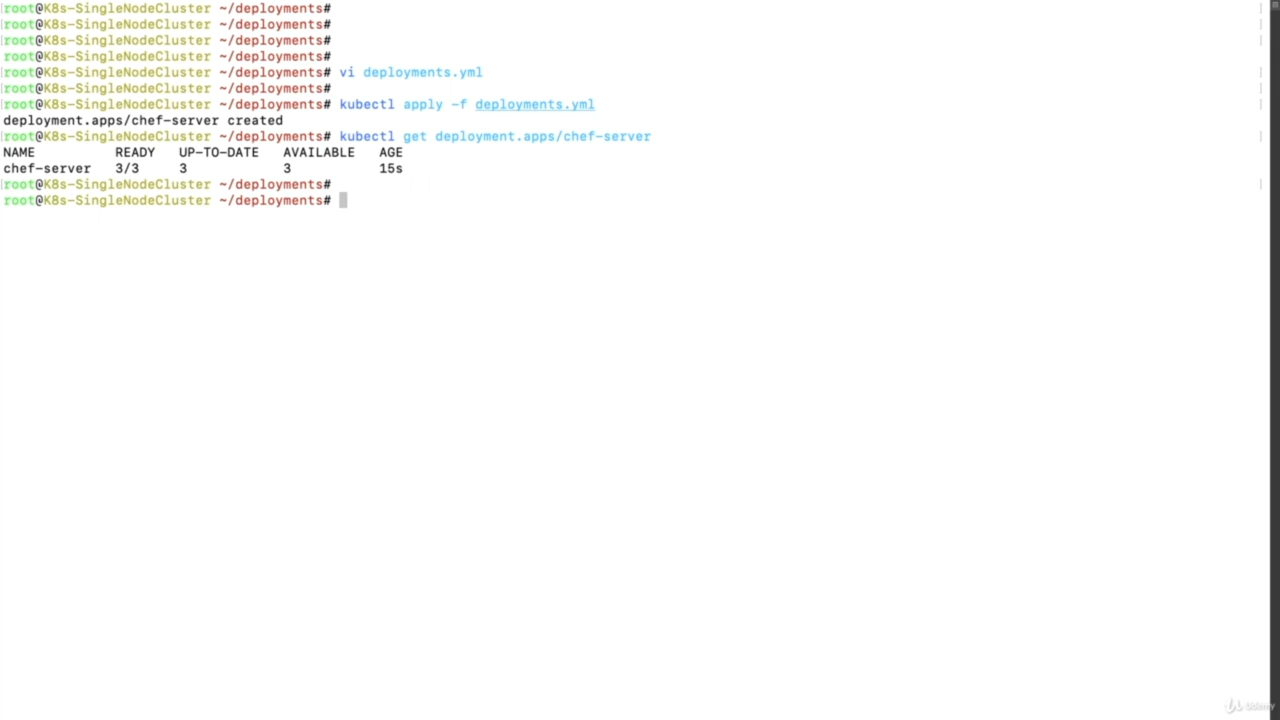 root@K8s-SingleNodeCluster ~/deployments#
root@K8s-SingleNodeCluster ~/deployments#
root@K8s-SingleNodeCluster ~/deployments#
root@K8s-SingleNodeCluster ~/deployments#
root@K8s-SingleNodeCluster ~/deployments# vi deployments.yml
root@K8s-SingleNodeCluster ~/deployments#
root@K8s-SingleNodeCluster ~/deployments# kubectl apply -f deployments.yml
deployment.apps/chef-server created
root@K8s-SingleNodeCluster ~/deployments# kubectl get deployment.apps/chef-server
NAME READY UP-TO-DATE AVAILABLE AGE
chef-server 3/3 3 3 15s
root@K8s-SingleNodeCluster ~/deployments#
root@K8s-SingleNodeCluster ~/deployments#
Udemy